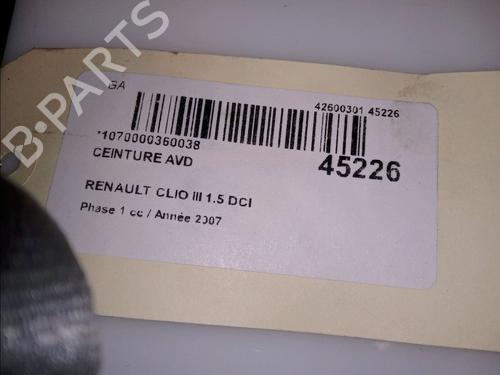 GA
42600301 45226
*1070000360038
CEINTURE AVD
45226
RENAULT CLIO III 1.5 DCI
Phase 1 cc / Année 2007
B-PARTS